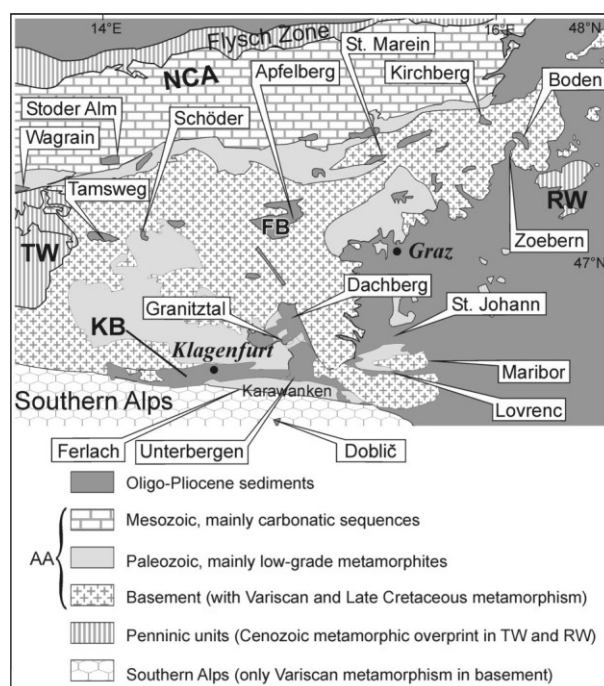 14°E
16°E
48°N
Flysch Zone
St. Marein
NCA
Apfelberg
Kirchberg
Boden
Stoder Alm
Schöder
Wagrain
Tamsweg
FB
RW
TW
Graz
Zoebern
47°N
Dachberg
Granitztal
St. Johann
KB
Klagenfurt
Maribor
Karawanken
Southern Alps
Lovrenc
Ferlach
Unterbergen
Doblič
Oligo-Pliocene sediments
Mesozoic, mainly carbonatic sequences
AA
Paleozoic, mainly low-grade metamorphites
Basement (with Variscan and Late Cretaceous metamorphism)
Penninic units (Cenozoic metamorphic overprint in TW and RW)
Southern Alps (only Variscan metamorphism in basement)